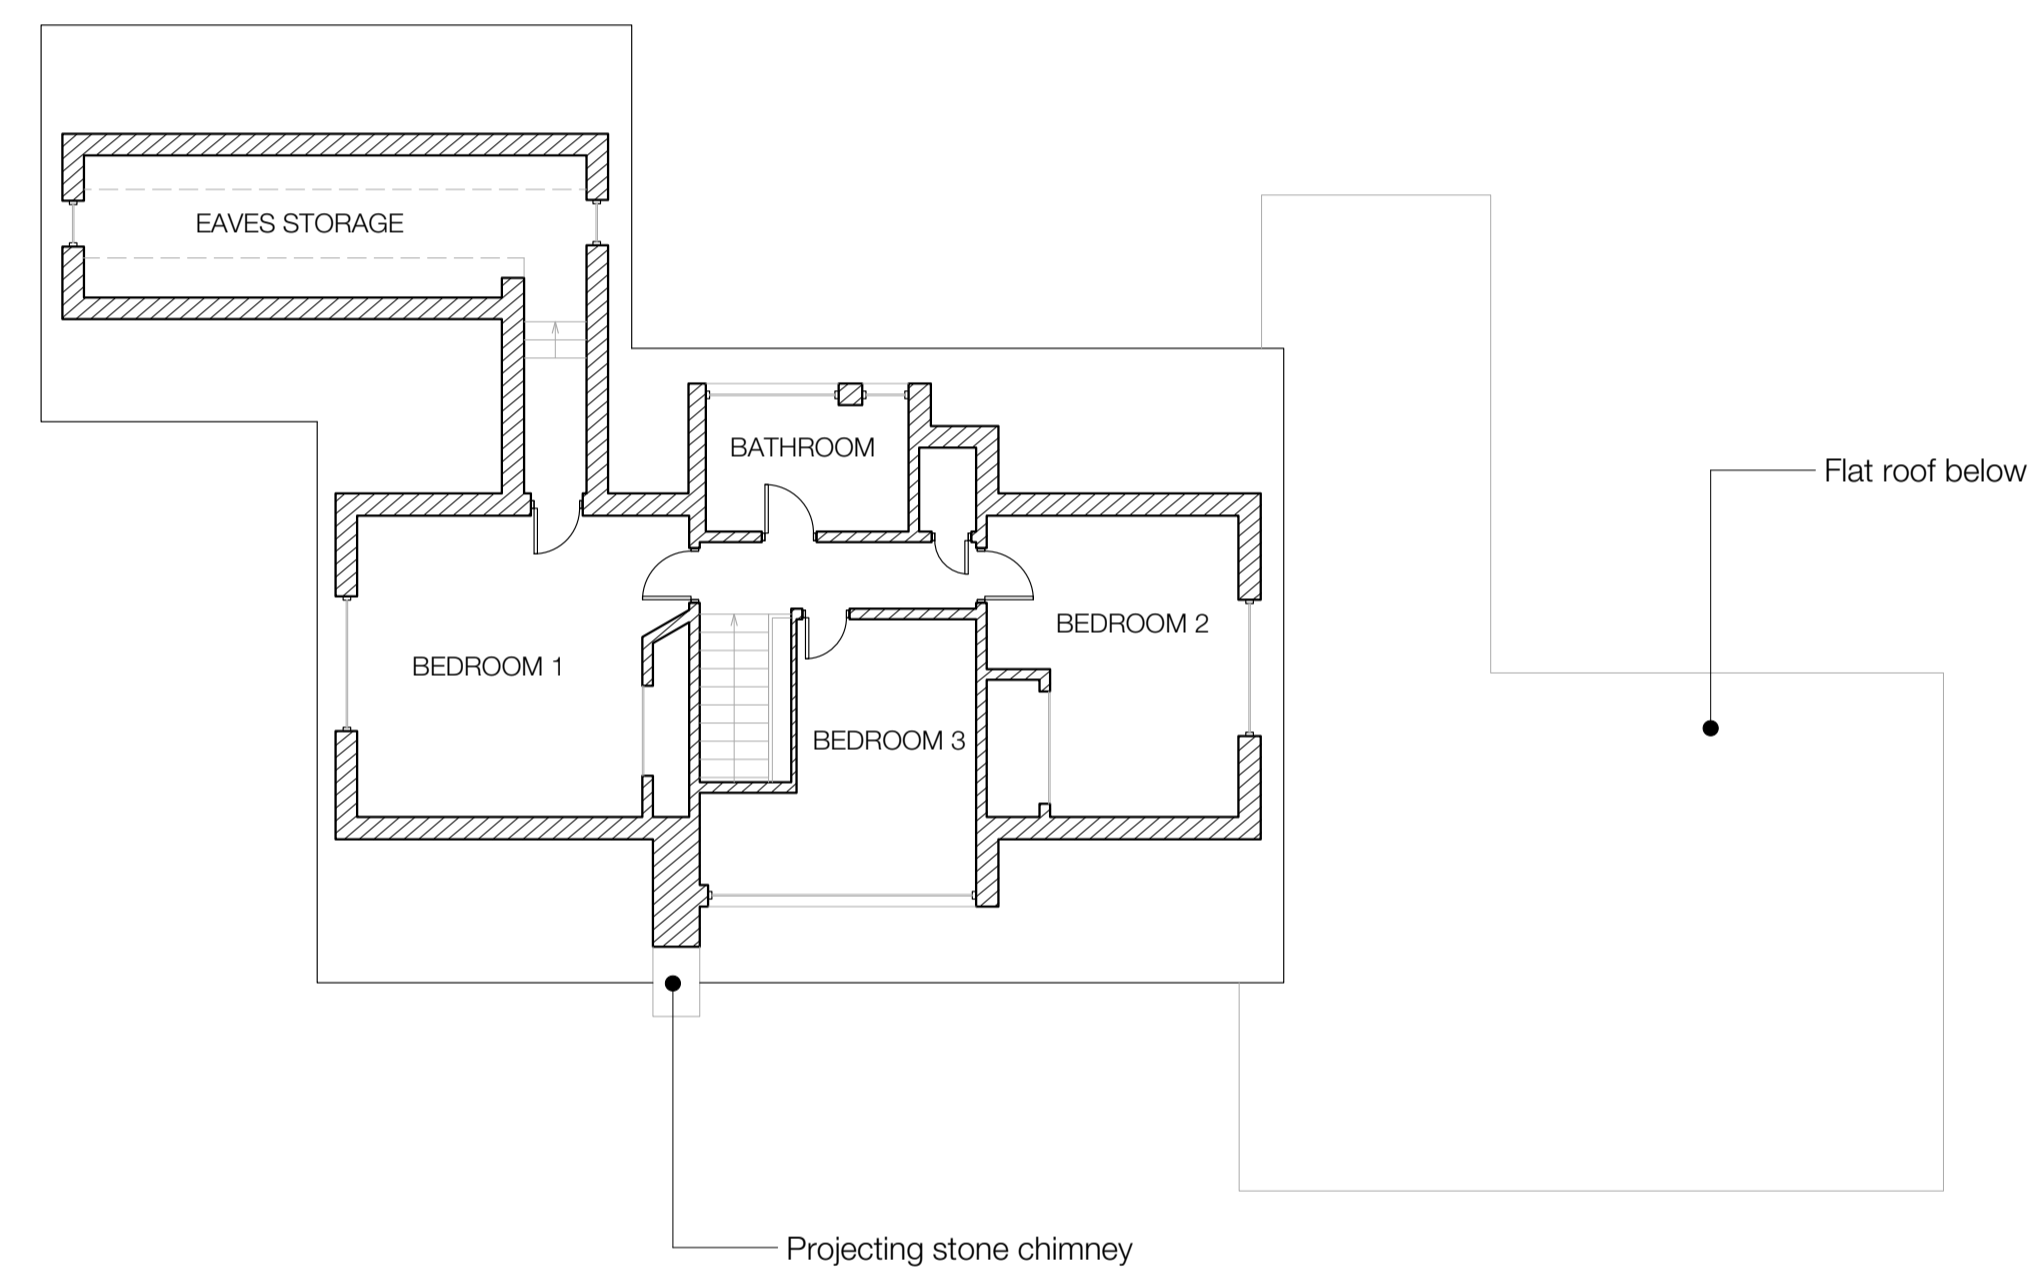 EAVES STORAGE
BATHROOM
Flat roof below
BEDROOM 2
BEDROOM 1
BEDROOM 3
Projecting stone chimney